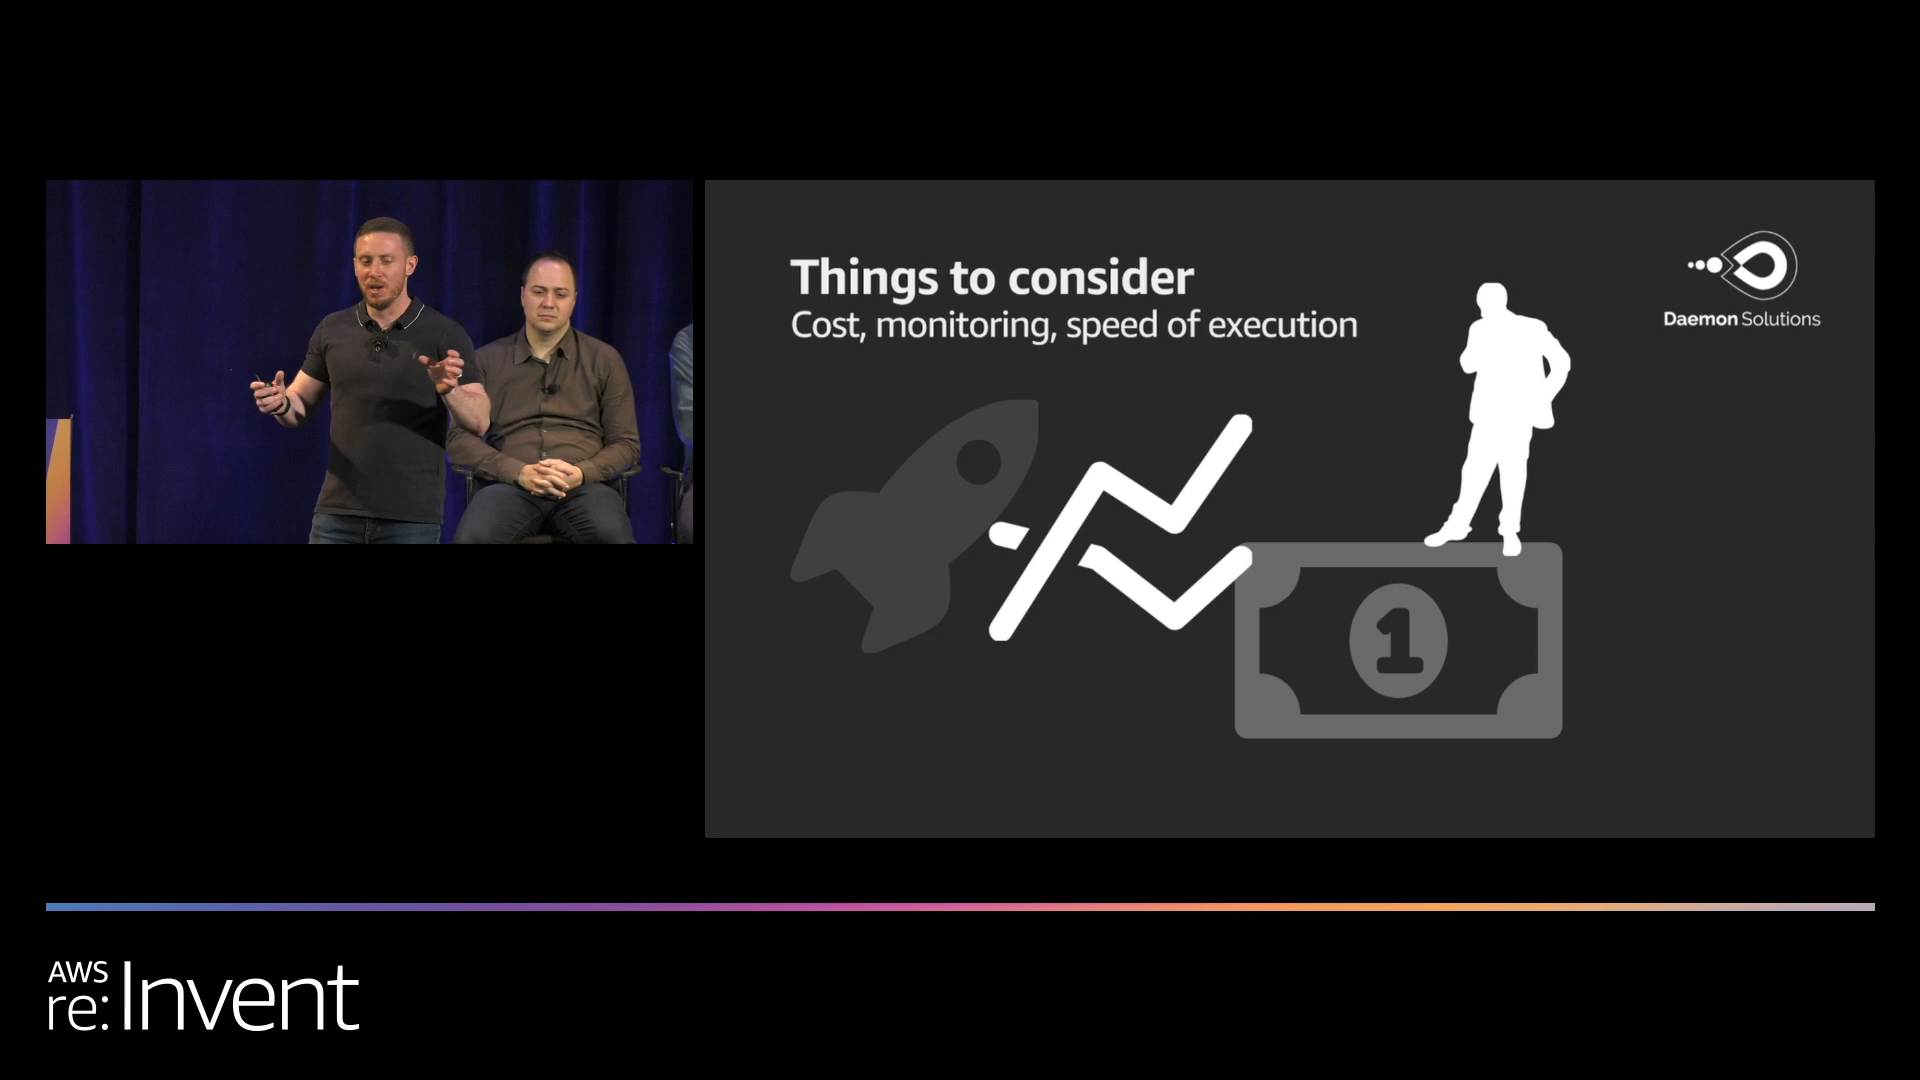 Things to consider
Cost, monitoring, speed of execution
Daemon Solutions
1
AWS
re:Invent